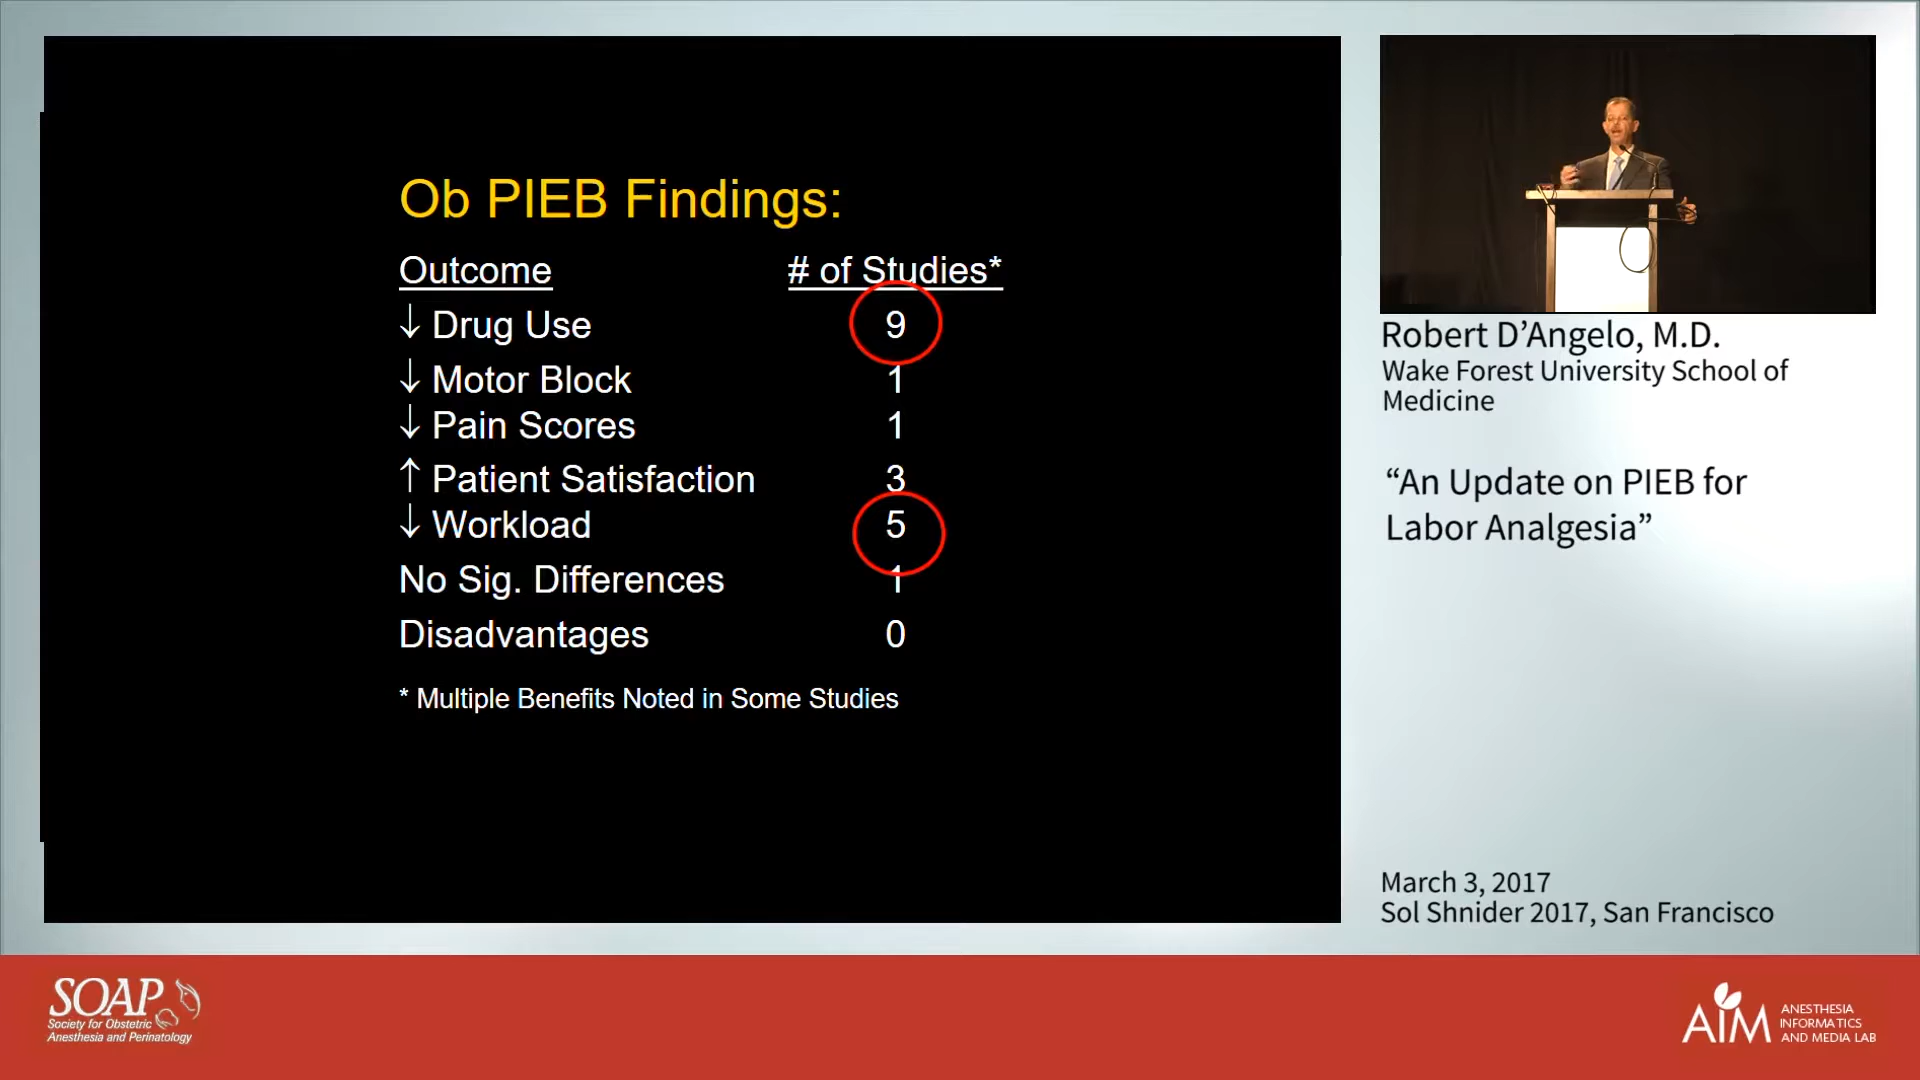 Ob PIEB Findings:
Outcome # of Studies*
↓ Drug Use 9
↓ Motor Block 1
↓ Pain Scores 1
↑ Patient Satisfaction 3
↓ Workload 5
No Sig. Differences 1
Disadvantages 0
* Multiple Benefits Noted in Some Studies
Robert D’Angelo, M.D.
Wake Forest University School of
Medicine
“An Update on PIEB for
Labor Analgesia”
March 3, 2017
Sol Shnider 2017, San Francisco
SOAP
Society for Obstetric
Anesthesia and Perinatology
AIM
ANESTHESIA
INFORMATICS
AND MEDIA LAB